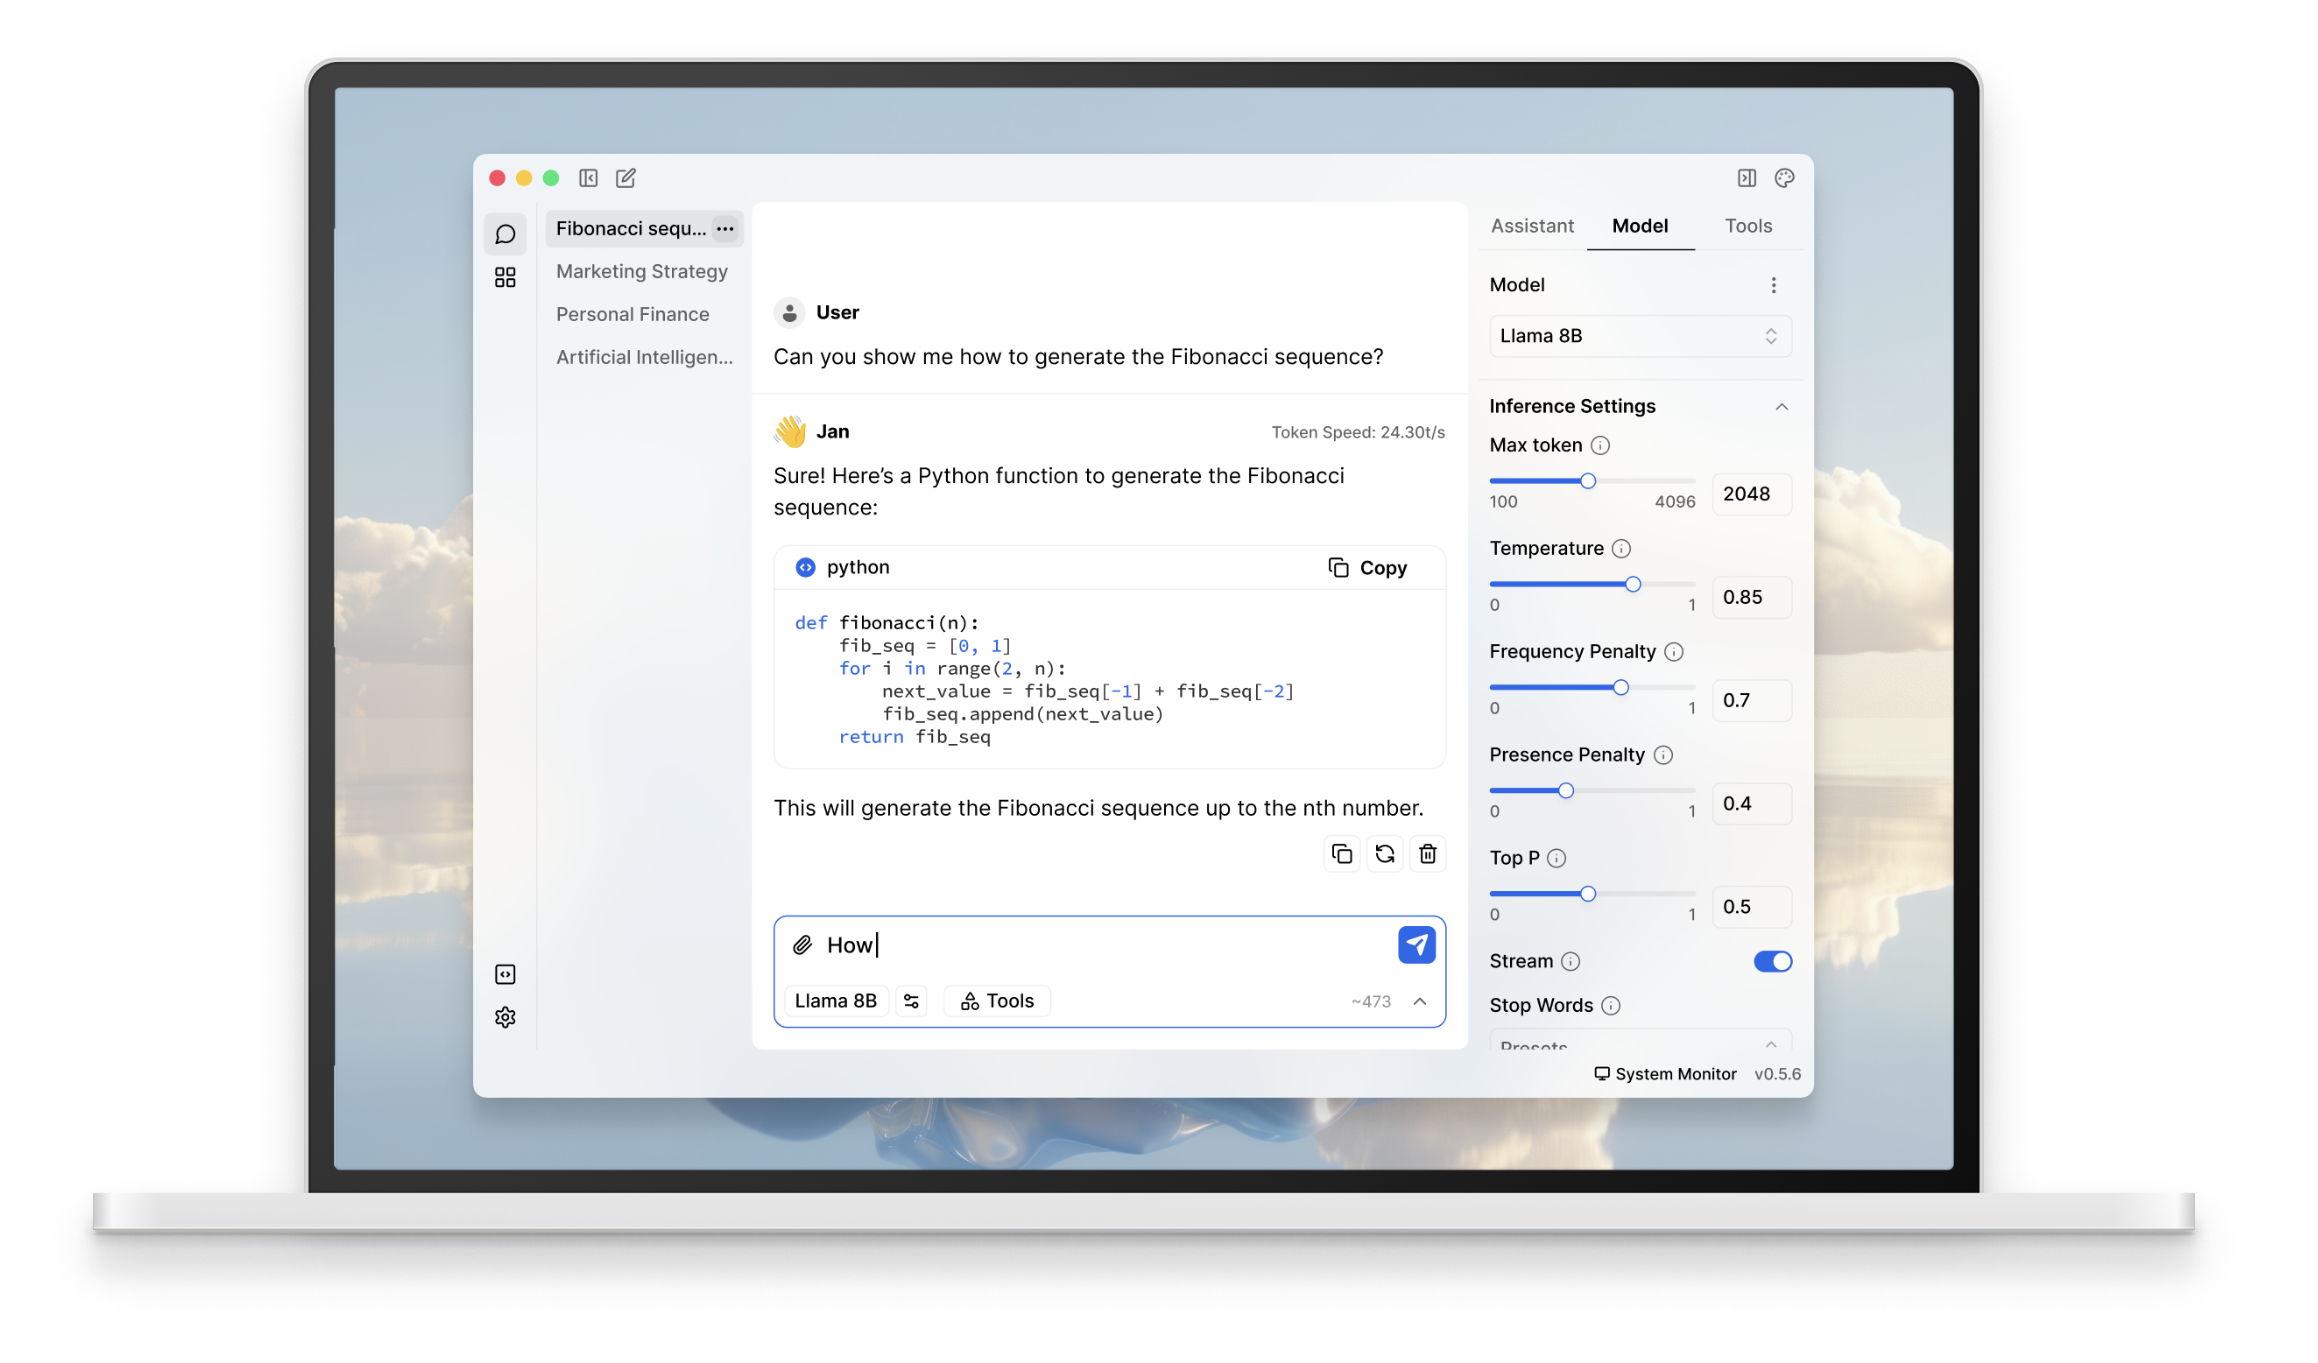 Fibonacci sequ...
Marketing Strategy
Personal Finance
Artificial Intelligen...
User
Can you show me how to generate the Fibonacci sequence?
Jan
Token Speed: 24.30t/s
Sure! Here’s a Python function to generate the Fibonacci
sequence:
python
Copy
def fibonacci(n):
    fib_seq = [0, 1]
    for i in range(2, n):
        next_value = fib_seq[-1] + fib_seq[-2]
        fib_seq.append(next_value)
    return fib_seq
This will generate the Fibonacci sequence up to the nth number.
How
Llama 8B
Tools
~473
Assistant Model Tools
Model
Llama 8B
Inference Settings
Max token
100 4096 2048
Temperature
0 1 0.85
Frequency Penalty
0 1 0.7
Presence Penalty
0 1 0.4
Top P
0 1 0.5
Stream
Stop Words
Presets
System Monitor v0.5.6